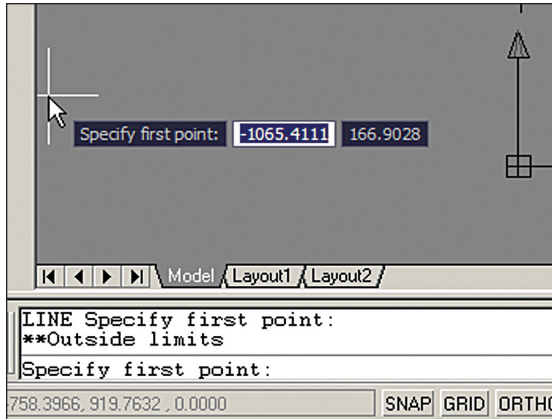 Specify first point: -1065.4111 166.9028
Model Layout1 Layout2
LINE Specify first point:
**Outside limits
Specify first point:
758.3966, 919.7632 , 0.0000 SNAP GRID ORTHO